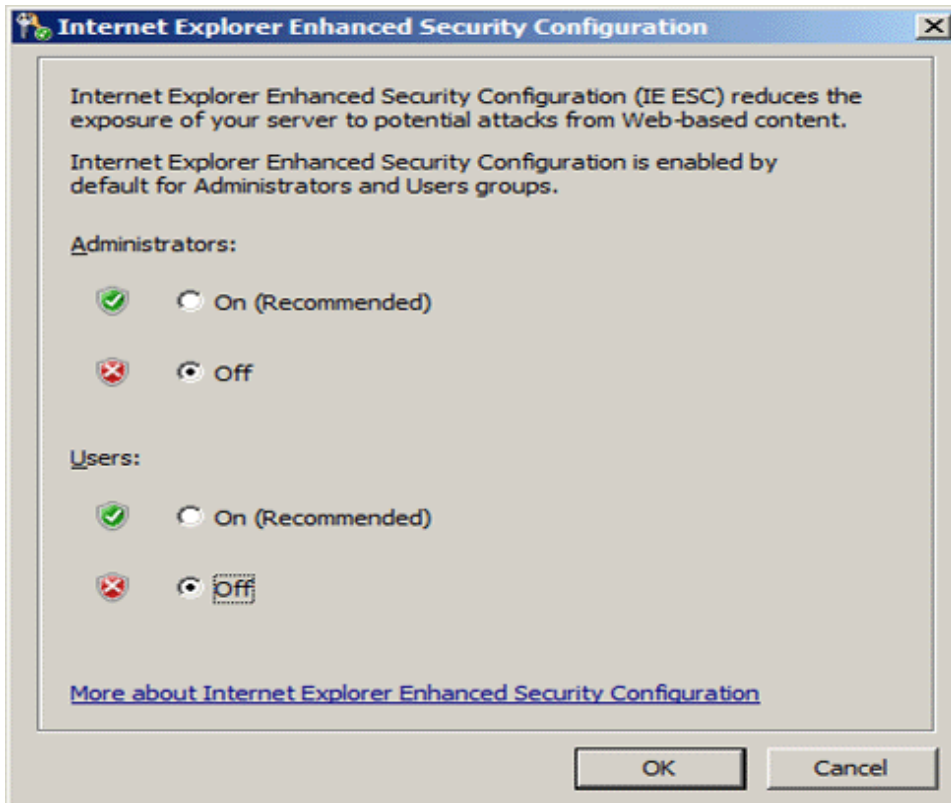 Internet Explorer Enhanced Security Configuration
Internet Explorer Enhanced Security Configuration (IE ESC) reduces the
exposure of your server to potential attacks from Web-based content.
Internet Explorer Enhanced Security Configuration is enabled by
default for Administrators and Users groups.
Administrators:
On (Recommended)
Off
Users:
On (Recommended)
Off
More about Internet Explorer Enhanced Security Configuration
OK
Cancel